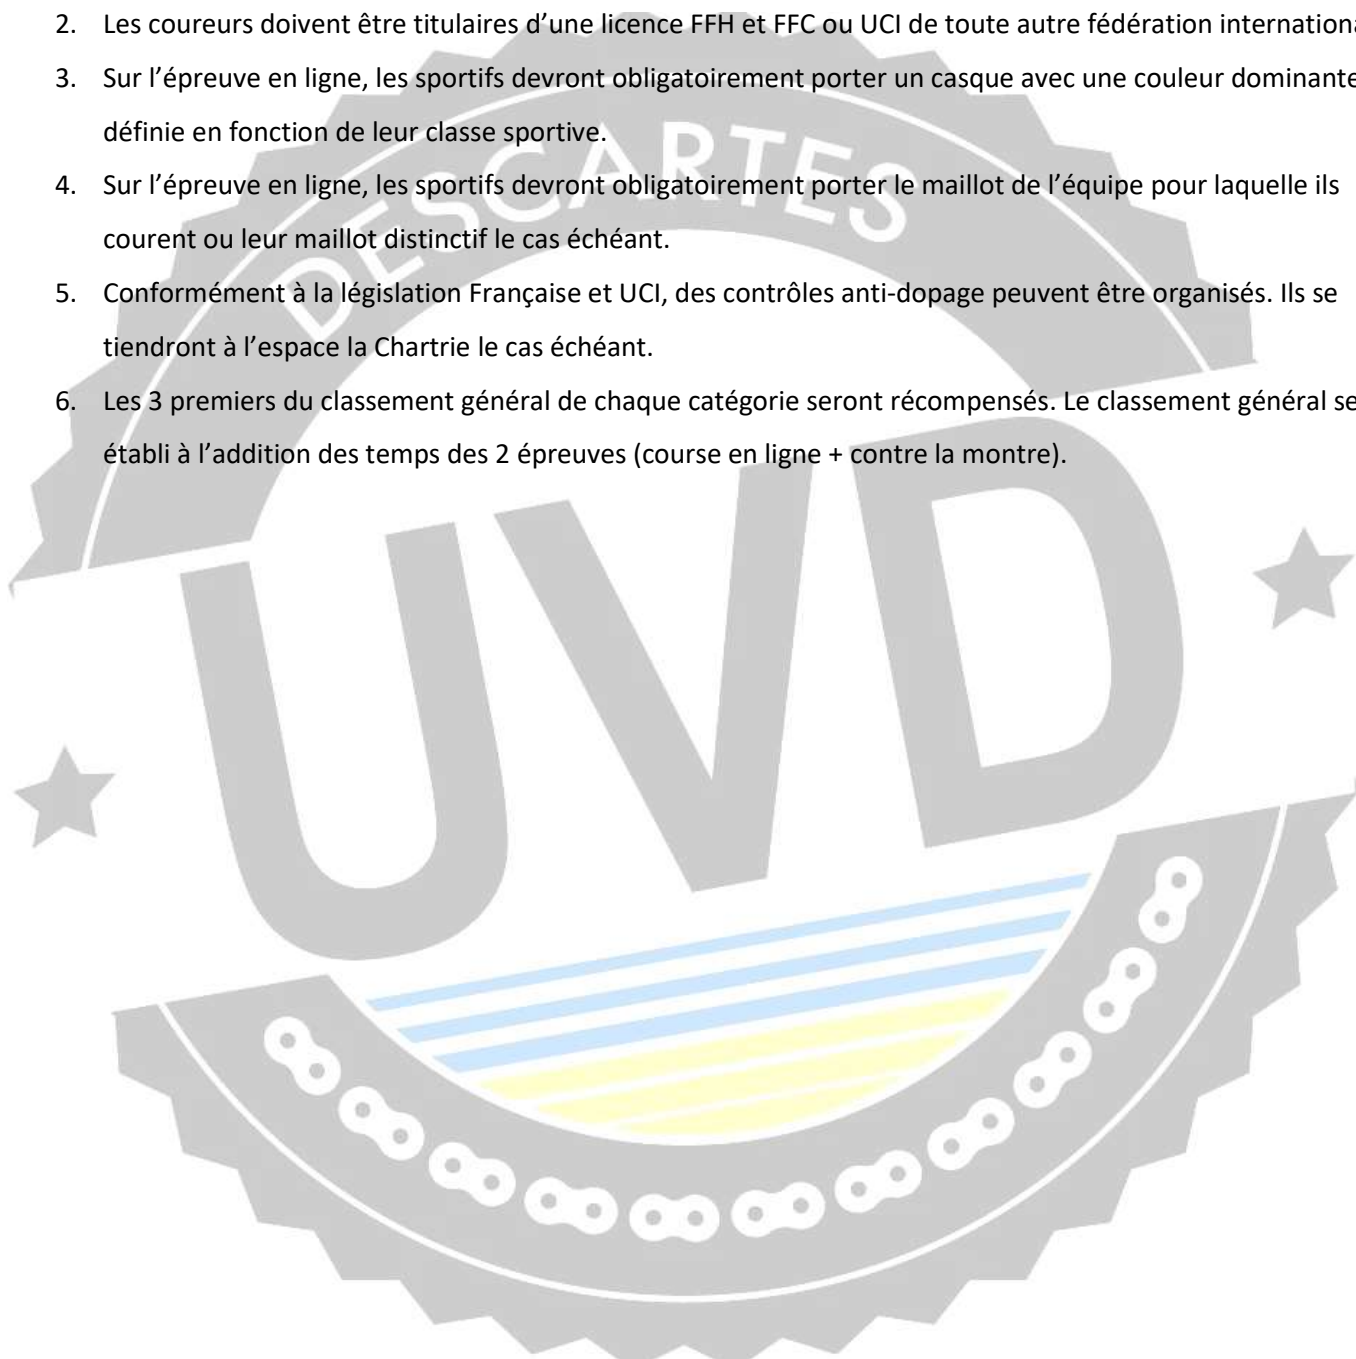 2. Les coureurs doivent être titulaires d’une licence FFH et FFC ou UCI de toute autre fédération internationa
3. Sur l’épreuve en ligne, les sportifs devront obligatoirement porter un casque avec une couleur dominante
définie en fonction de leur classe sportive.
4. Sur l’épreuve en ligne, les sportifs devront obligatoirement porter le maillot de l’équipe pour laquelle ils
courent ou leur maillot distinctif le cas échéant.
5. Conformément à la législation Française et UCI, des contrôles anti-dopage peuvent être organisés. Ils se
tiendront à l’espace la Chartrie le cas échéant.
6. Les 3 premiers du classement général de chaque catégorie seront récompensés. Le classement général se
établi à l’addition des temps des 2 épreuves (course en ligne + contre la montre).
DESCARTES
UVD